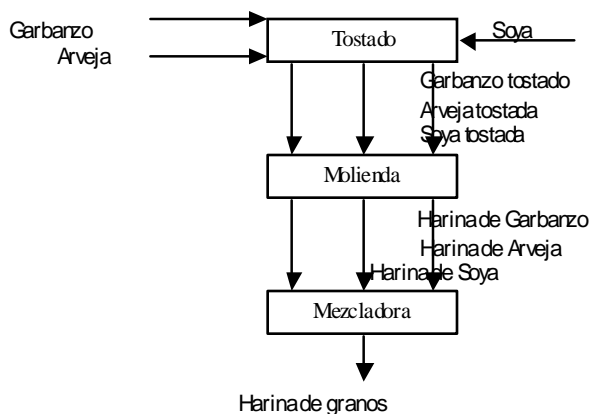 Garbanzo
Arveja
Tostado
Soya
Garbanzo tostado
Arveja tostada
Soya tostada
Molienda
Harina de Garbanzo
Harina de Arveja
Harina de Soya
Mezcladora
Harina de granos